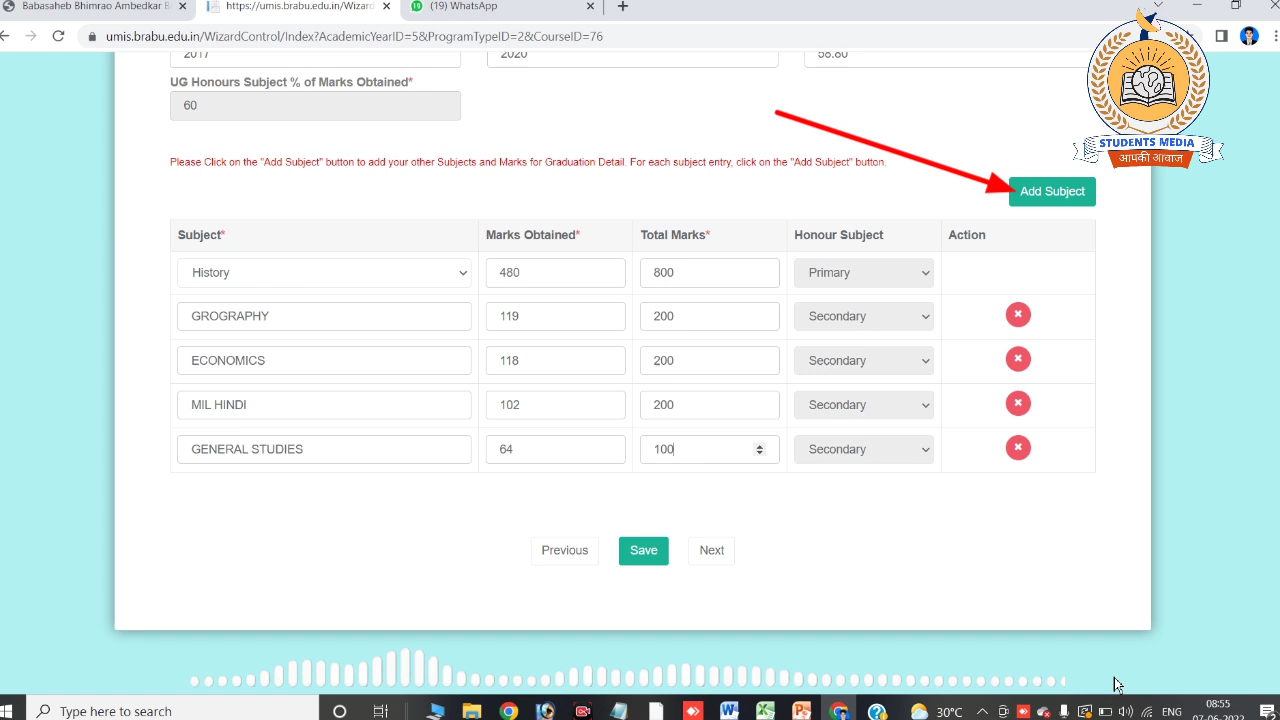 Babasaheb Bhimrao Ambedkar B
https://umis.brabu.edu.in/Wizard
(19) WhatsApp
umis.brabu.edu.in/WizardControl/Index?AcademicYearID=5&ProgramTypeID=2&CourseID=76
2017 2020 58.80
UG Honours Subject % of Marks Obtained*
60
STUDENTS MEDIA
आपकी आवाज
Please Click on the "Add Subject" button to add your other Subjects and Marks for Graduation Detail. For each subject entry, click on the "Add Subject" button.
Add Subject
Subject* Marks Obtained* Total Marks* Honour Subject Action
History 480 800 Primary
GROGRAPHY 119 200 Secondary
ECONOMICS 118 200 Secondary
MIL HINDI 102 200 Secondary
GENERAL STUDIES 64 100 Secondary
Previous Save Next
Type here to search
30°C
ENG
08:55
07-06-2022